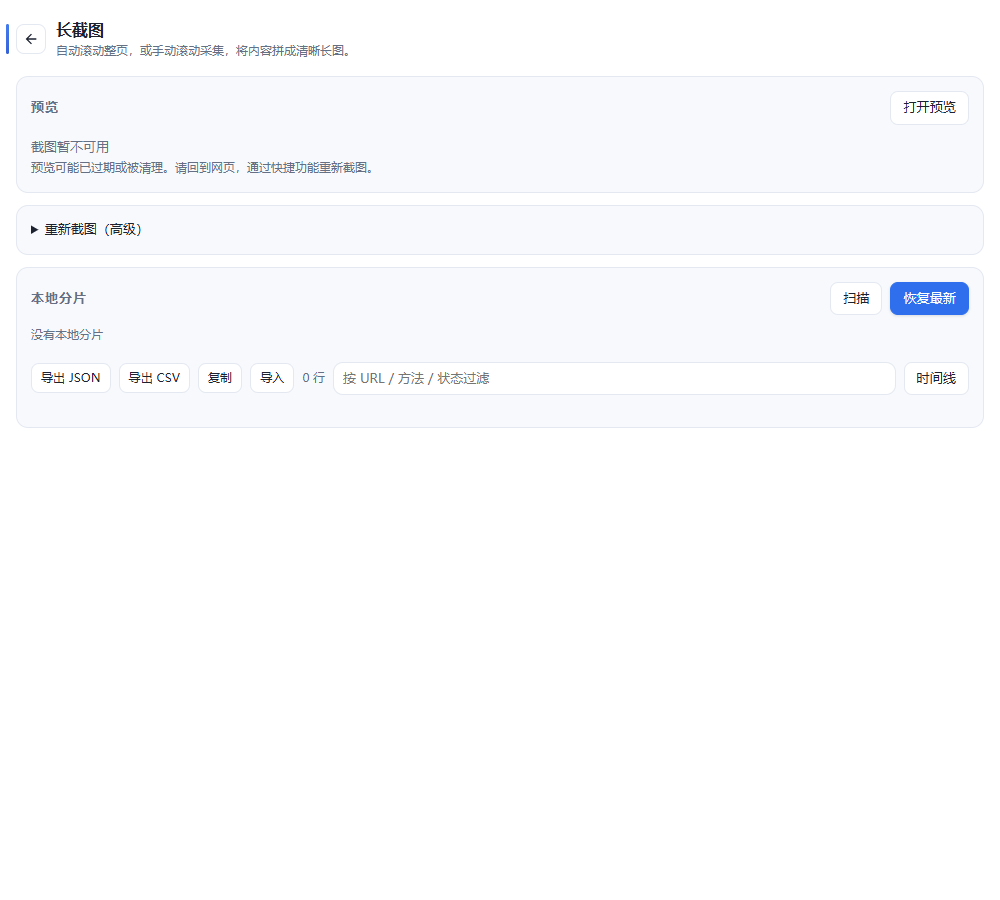 长截图
自动滚动整页，或手动滚动采集，将内容拼成清晰长图。
预览
打开预览
截图暂不可用
预览可能已过期或被清理。请回到网页，通过快捷功能重新截图。
重新截图（高级）
本地分片
扫描
恢复最新
没有本地分片
导出 JSON 导出 CSV 复制 导入 0 行 按 URL / 方法 / 状态过滤 时间线